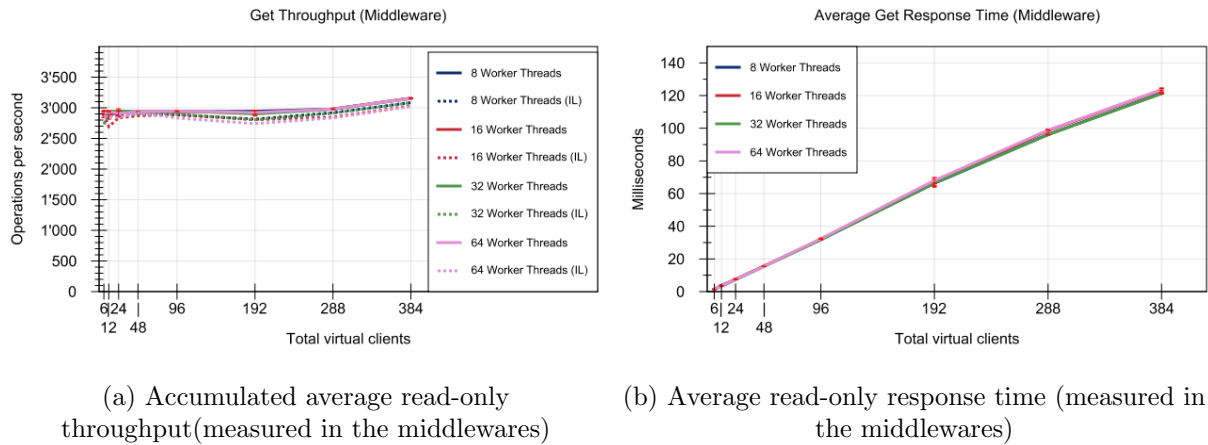 Get Throughput (Middleware)
3'500
3'000
2'500
2'000
1'500
1'000
500
0
Operations per second
6 | 24 | 96 192 288 384
12 48
Total virtual clients
8 Worker Threads
8 Worker Threads (IL)
16 Worker Threads
16 Worker Threads (IL)
32 Worker Threads
32 Worker Threads (IL)
64 Worker Threads
64 Worker Threads (IL)
(a) Accumulated average read-only
throughput(measured in the middlewares)
Average Get Response Time (Middleware)
140
120
100
80
60
40
20
0
Milliseconds
6 | 24 | 96 192 288 384
12 48
Total virtual clients
8 Worker Threads
16 Worker Threads
32 Worker Threads
64 Worker Threads
(b) Average read-only response time (measured in
the middlewares)